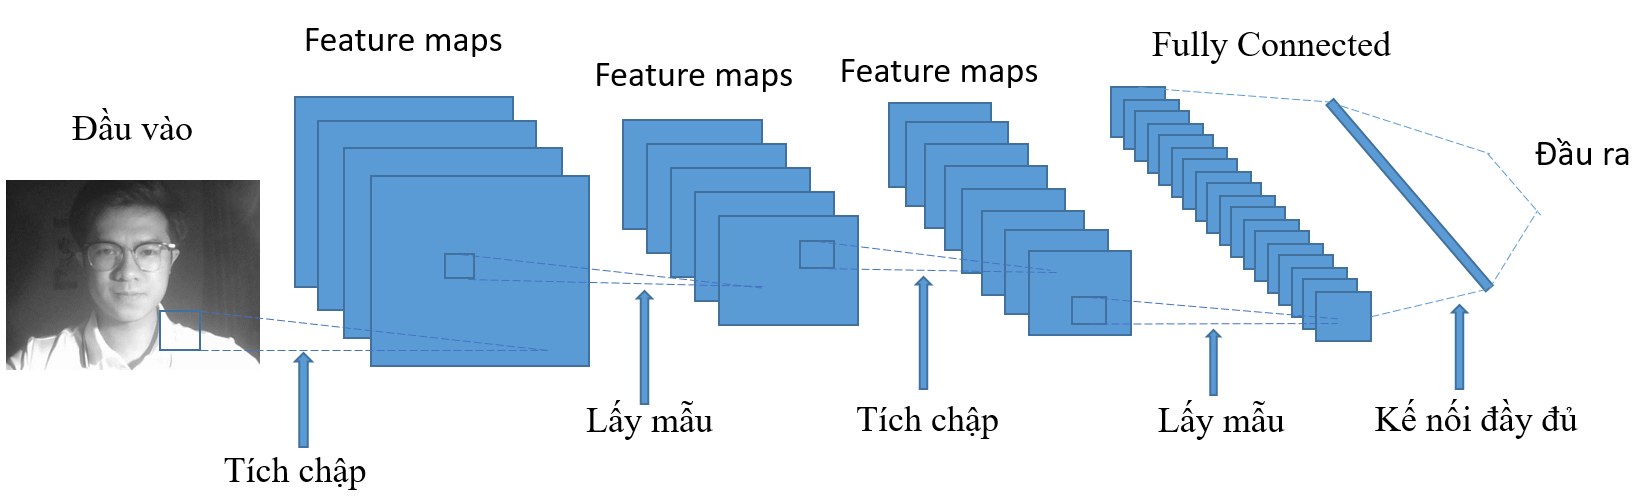 Feature maps
Feature maps
Feature maps
Fully Connected
Đầu vào
Đầu ra
Tích chập
Lấy mẫu
Tích chập
Lấy mẫu
Kế nối đầy đủ